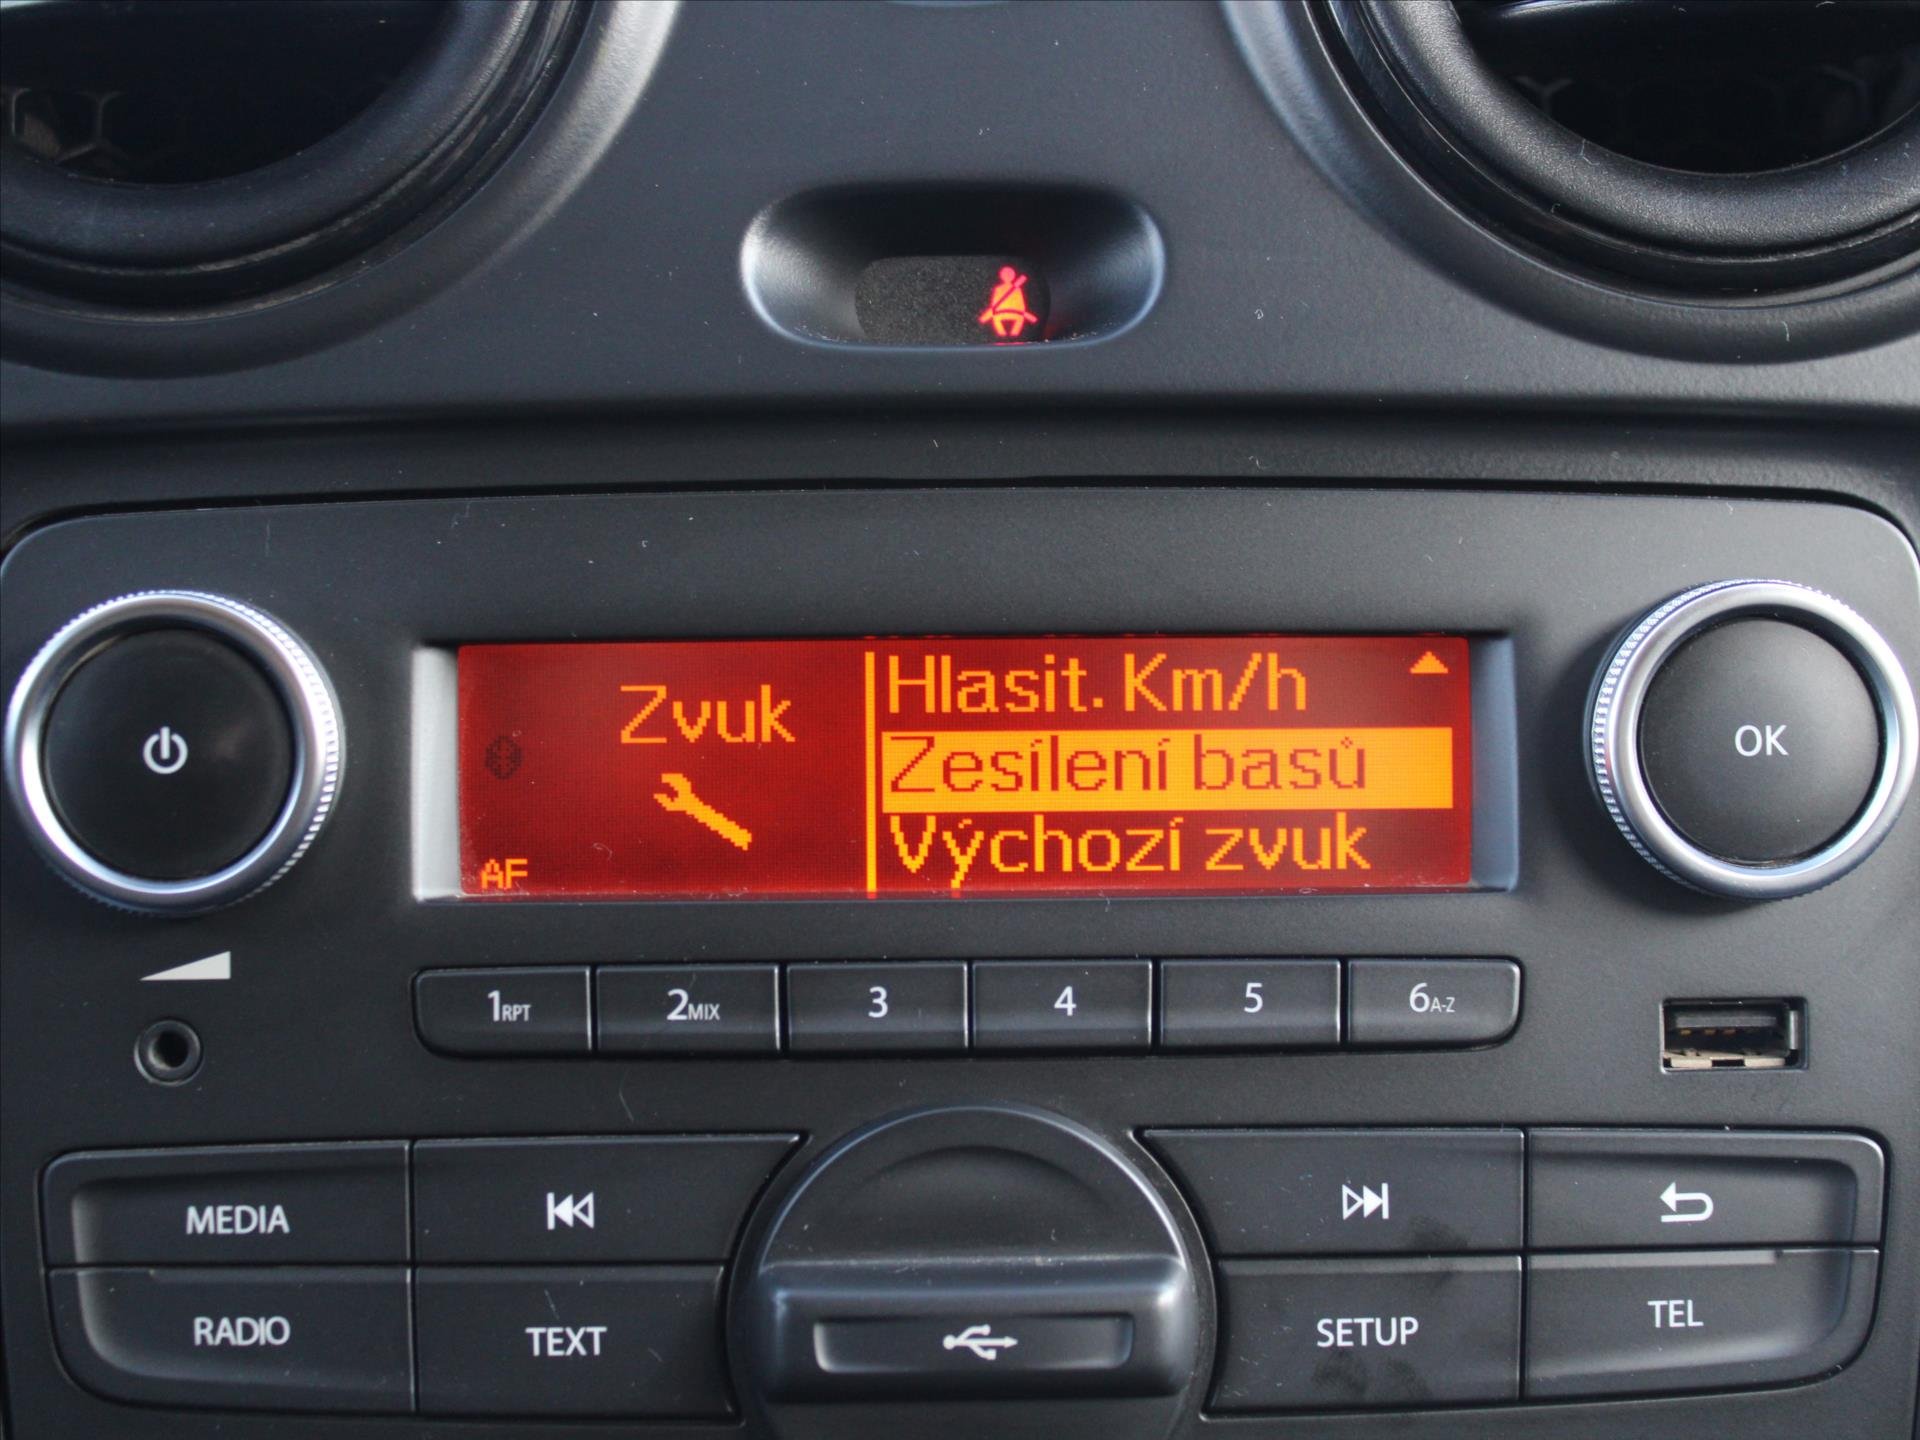 Zvuk
Hlasit. Km/h
Zesílení basů
Výchozí zvuk
AF
OK
1RPT
2MIX
3
4
5
6A-Z
MEDIA
RADIO
TEXT
SETUP
TEL